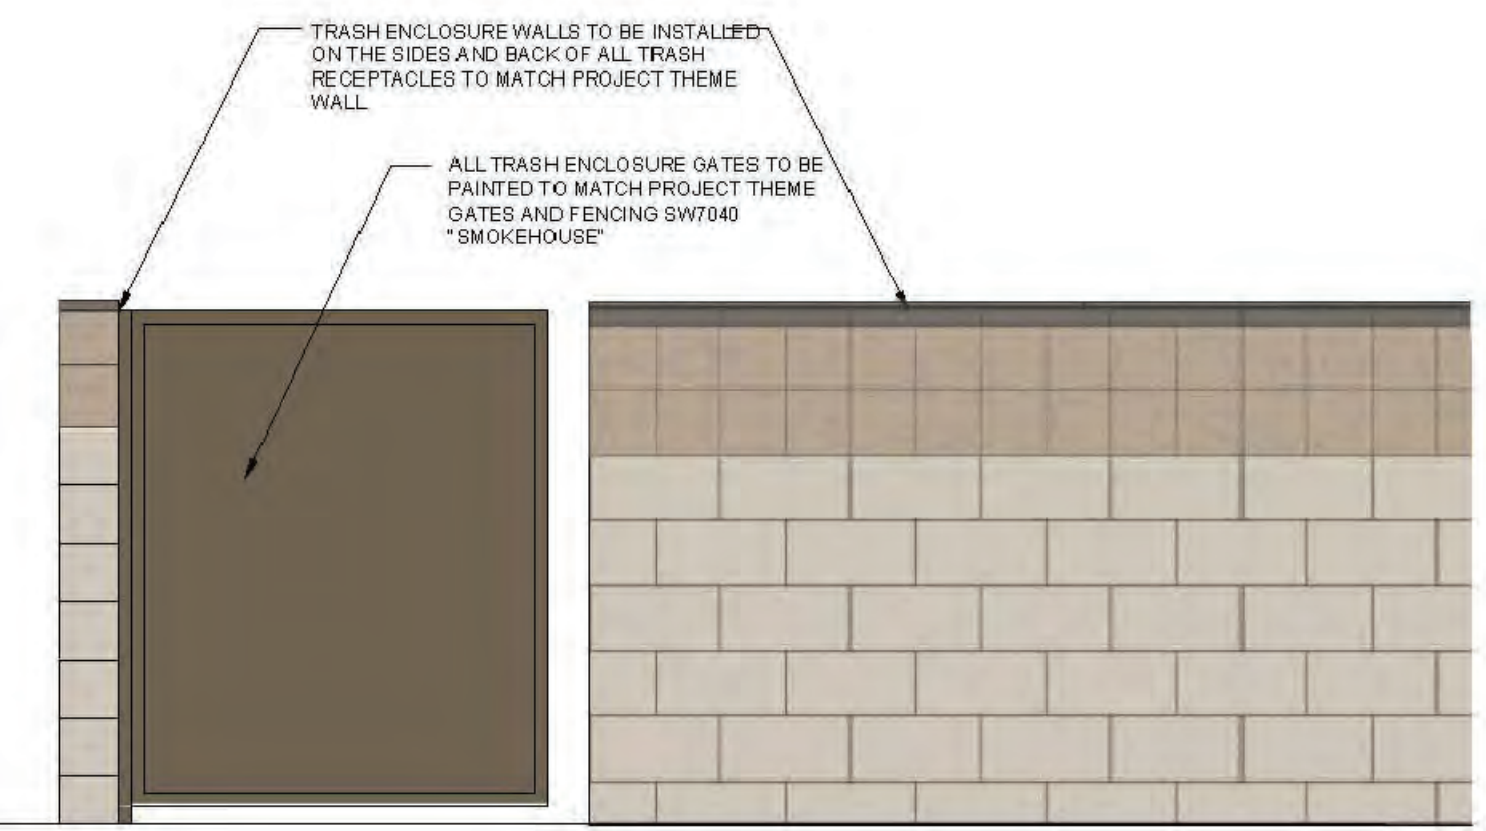 TRASH ENCLOSURE WALLS TO BE INSTALLED
ON THE SIDES AND BACK OF ALL TRASH
RECEPTACLES TO MATCH PROJECT THEME
WALL
ALL TRASH ENCLOSURE GATES TO BE
PAINTED TO MATCH PROJECT THEME
GATES AND FENCING SW7040
"SMOKEHOUSE"